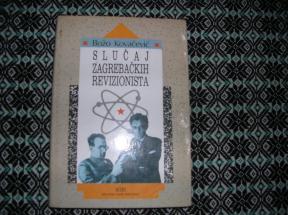 Božo Kovačević
SLUČAJ
ZAGREBAČKIH
REVIZIONISTA